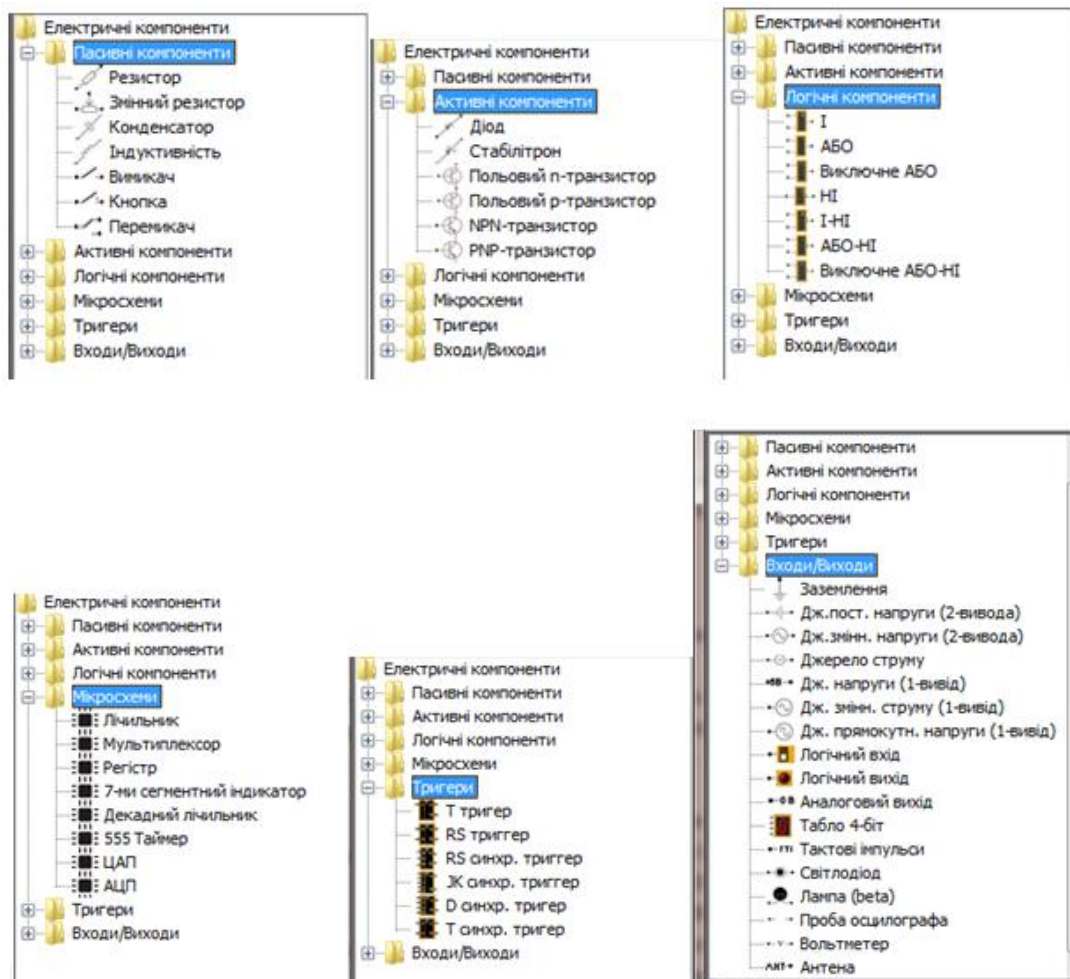 Електричні компоненти
Пасивні компоненти
Резистор
Змінний резистор
Конденсатор
Індуктивність
Вимикач
Кнопка
Перемикач
Активні компоненти
Логічні компоненти
Мікросхеми
Тригери
Входи/Виходи
Електричні компоненти
Пасивні компоненти
Активні компоненти
Діод
Стабілітрон
Польовий n-транзистор
Польовий p-транзистор
NPN-транзистор
PNP-транзистор
Логічні компоненти
Мікросхеми
Тригери
Входи/Виходи
Електричні компоненти
Пасивні компоненти
Активні компоненти
Логічні компоненти
І
АБО
Виключне АБО
НІ
І-НІ
АБО-НІ
Виключне АБО-НІ
Мікросхеми
Тригери
Входи/Виходи
Електричні компоненти
Пасивні компоненти
Активні компоненти
Логічні компоненти
Мікросхеми
Лічильник
Мультиплексор
Регістр
7-ми сегментний індикатор
Декадний лічильник
555 Таймер
ЦАП
АЦП
Тригери
Входи/Виходи
Електричні компоненти
Пасивні компоненти
Активні компоненти
Логічні компоненти
Мікросхеми
Тригери
Т тригер
RS триггер
RS синхр. триггер
JK синхр. триггер
D синхр. тригер
Т синхр. тригер
Входи/Виходи
Пасивні компоненти
Активні компоненти
Логічні компоненти
Мікросхеми
Тригери
Входи/Виходи
Заземлення
Дж.пост. напруги (2-вивода)
Дж.змінн. напруги (2-вивода)
Джерело струму
Дж. напруги (1-вивід)
Дж. змінн. струму (1-вивід)
Дж. прямокутн. напруги (1-вивід)
Логічний вхід
Логічний вихід
Аналоговий вихід
Табло 4-біт
Тактові імпульси
Світлодіод
Лампа (beta)
Проба осцилографа
Вольтметер
Антена